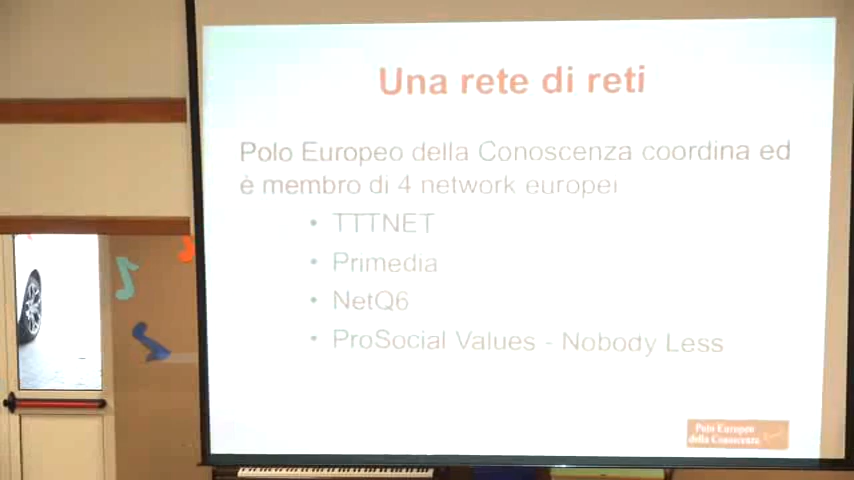 Una rete di reti
Polo Europeo della Conoscenza coordina ed
è membro di 4 network europei
• TTTNET
• Primedia
• NetQ6
• ProSocial Values - Nobody Less
Polo Europeo
della Conoscenza